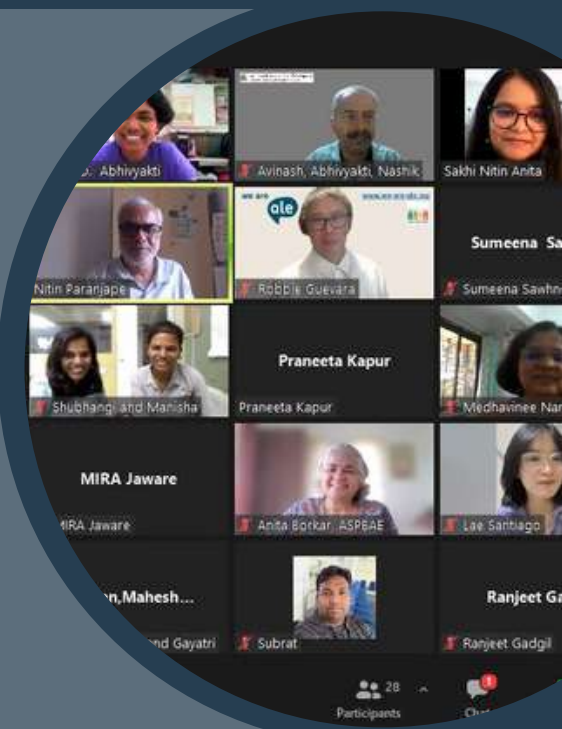 Abhivyakti
Avinash, Abhivyakti, Nashik
Sakhi Nitin Anita
Nitin Paranjape
we are
ale
Robbie Guevara
Sumeena Sa
Sumeena Sawhn
Shubhangi and Manisha
Praneeta Kapur
Praneeta Kapur
Medhavinee Nar
MIRA Jaware
MIRA Jaware
Anita Borkar, ASPBAE
Lae Santiago
n,Mahesh...
nd Gayatri
Subrat
Ranjeet Ga
Ranjeet Gadgil
28
Participants
1
Chat